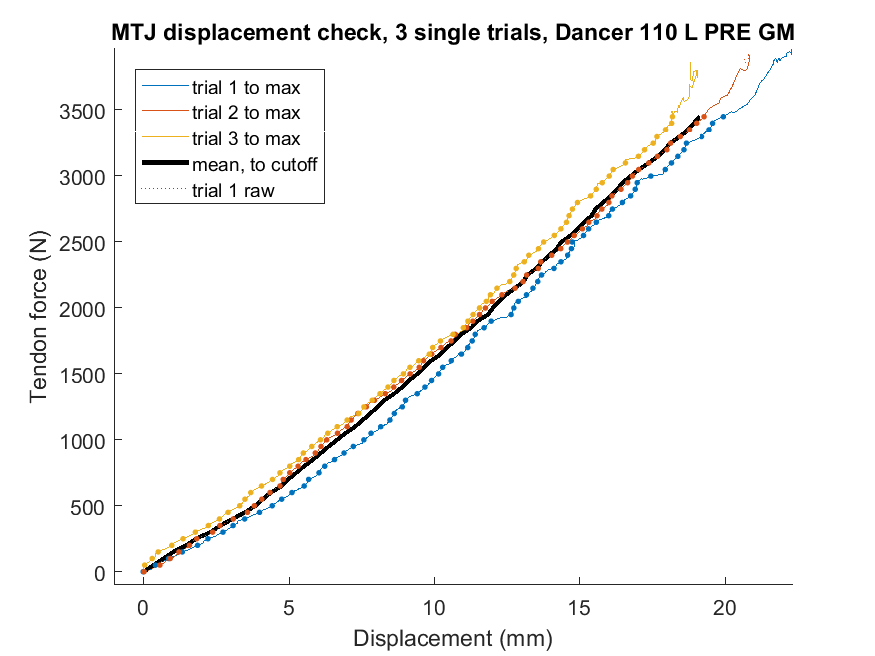 MTJ displacement check, 3 single trials, Dancer 110 L PRE GM
trial 1 to max
trial 2 to max
trial 3 to max
mean, to cutoff
trial 1 raw
Tendon force (N)
3500
3000
2500
2000
1500
1000
500
0
0 5 10 15 20
Displacement (mm)